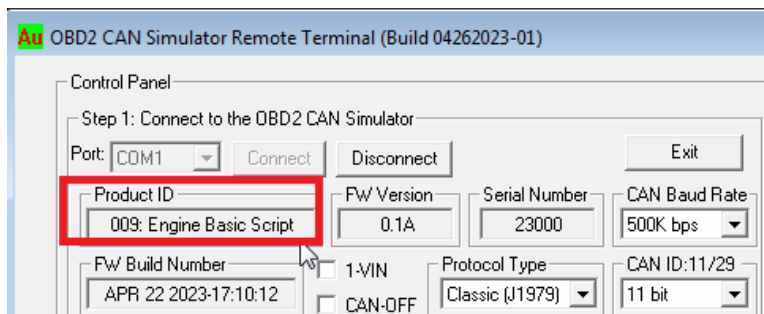 Au OBD2 CAN Simulator Remote Terminal (Build 04262023-01)
Control Panel
Step 1: Connect to the OBD2 CAN Simulator
Port: COM1 Connect Disconnect Exit
Product ID FW Version Serial Number CAN Baud Rate
009: Engine Basic Script 0.1A 23000 500K bps
FW Build Number 1-VIN Protocol Type CAN ID:11/29
APR 22 2023-17:10:12 CAN-OFF Classic (J1979) 11 bit